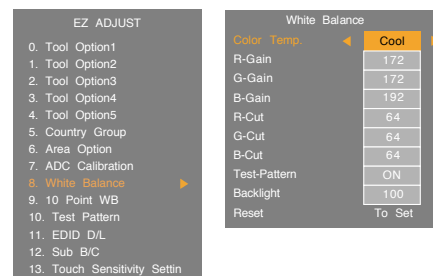 EZ ADJUST
0. Tool Option1
1. Tool Option2
2. Tool Option3
3. Tool Option4
4. Tool Option5
5. Country Group
6. Area Option
7. ADC Calibration
8. White Balance
9. 10 Point WB
10. Test Pattern
11. EDID D/L
12. Sub B/C
13. Touch Sensitivity Settin
White Balance
Color Temp. Cool
R-Gain 172
G-Gain 172
B-Gain 192
R-Cut 64
G-Cut 64
B-Cut 64
Test-Pattern ON
Backlight 100
Reset To Set